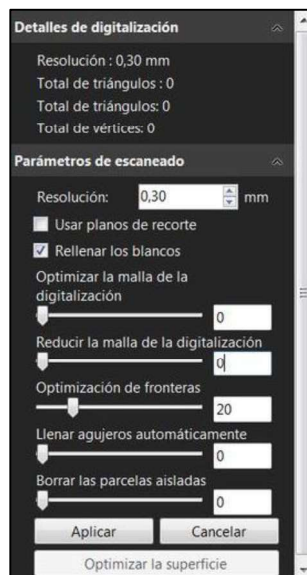 Detalles de digitalización
Resolución : 0,30 mm
Total de triángulos : 0
Total de triángulos: 0
Total de vértices: 0
Parámetros de escaneado
Resolución: 0,30 mm
Usar planos de recorte
Rellenar los blancos
Optimizar la malla de la
digitalización
0
Reducir la malla de la digitalización
0
Optimización de fronteras
20
Llenar agujeros automáticamente
0
Borrar las parcelas aisladas
0
Aplicar Cancelar
Optimizar la superficie